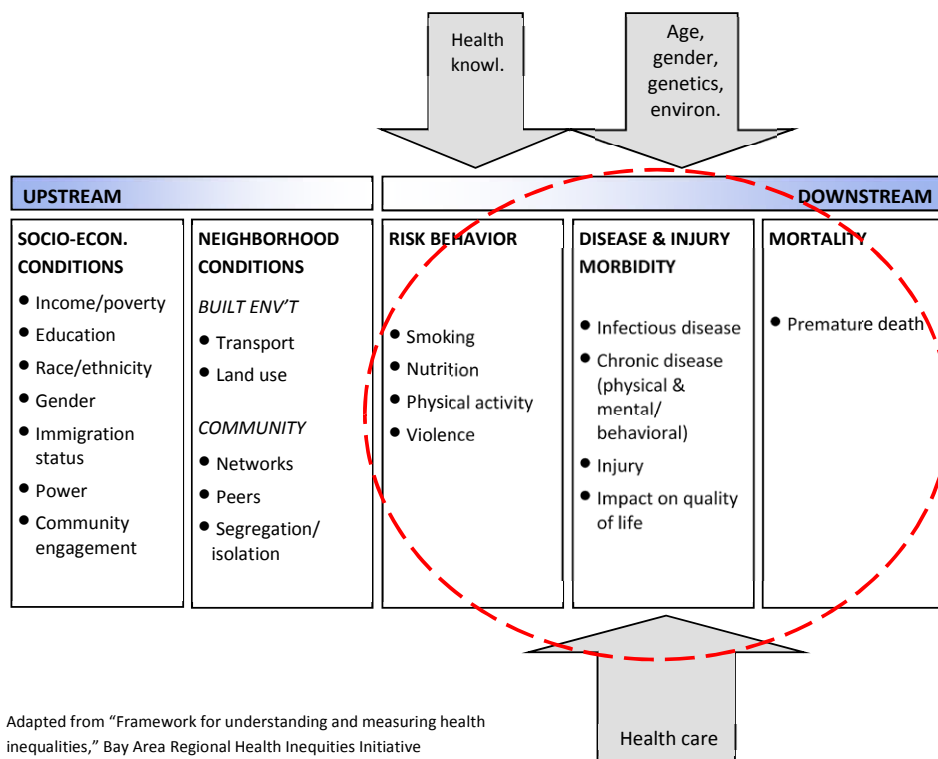 Health
knowl.
Age,
gender,
genetics,
environ.
UPSTREAM
DOWNSTREAM
SOCIO-ECON.
CONDITIONS
• Income/poverty
• Education
• Race/ethnicity
• Gender
• Immigration
status
• Power
• Community
engagement
NEIGHBORHOOD
CONDITIONS
BUILT ENV’T
• Transport
• Land use
COMMUNITY
• Networks
• Peers
• Segregation/
isolation
RISK BEHAVIOR
• Smoking
• Nutrition
• Physical activity
• Violence
DISEASE & INJURY
MORBIDITY
• Infectious disease
• Chronic disease
(physical &
mental/
behavioral)
• Injury
• Impact on quality
of life
MORTALITY
• Premature death
Health care
Adapted from “Framework for understanding and measuring health
inequalities,” Bay Area Regional Health Inequities Initiative